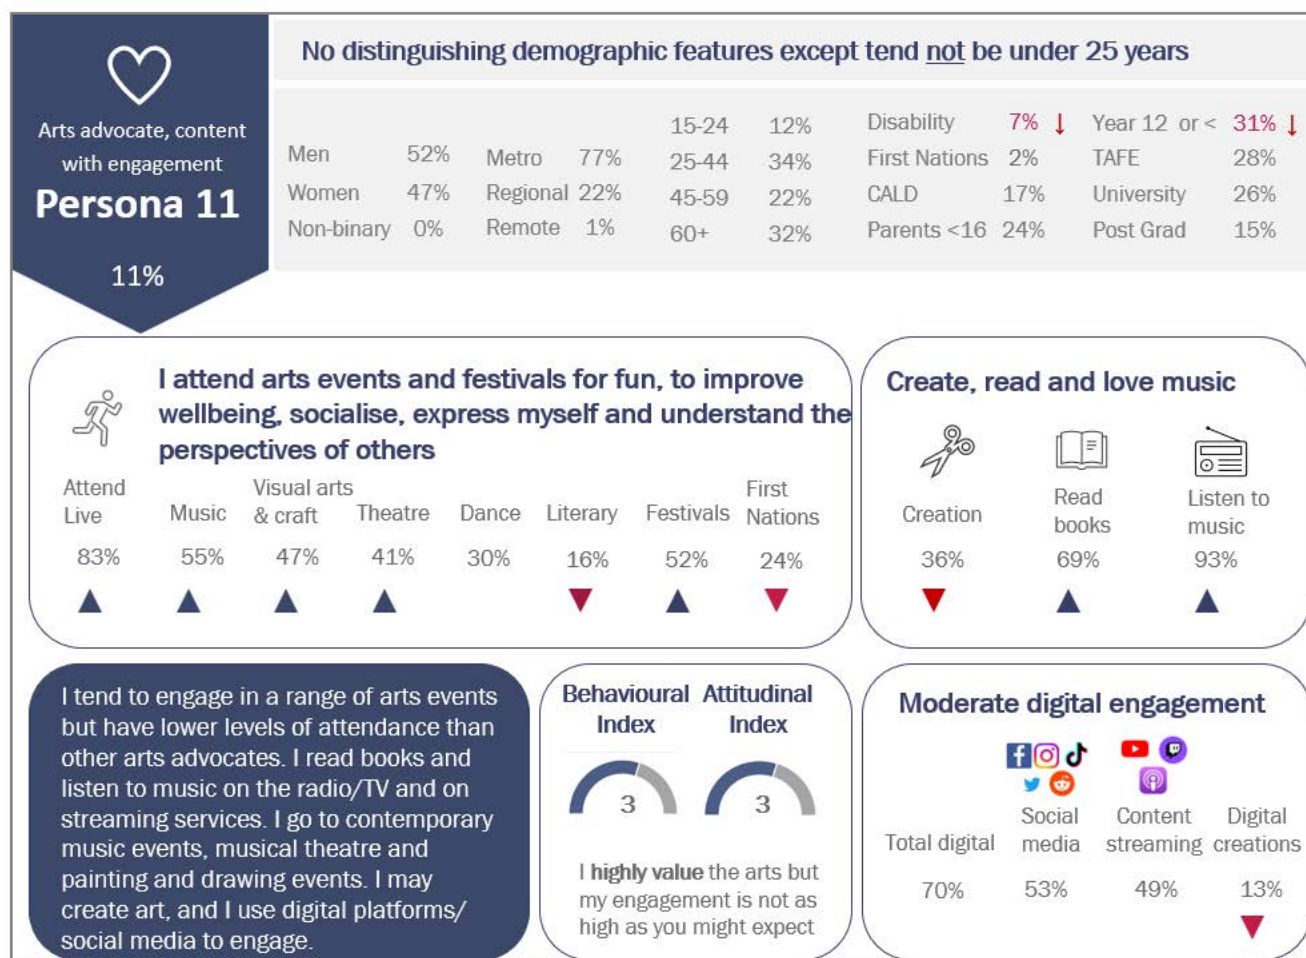 No distinguishing demographic features except tend not be under 25 years
Arts advocate, content
with engagement
Persona 11
11%
Men 52%
Women 47%
Non-binary 0%
Metro 77%
Regional 22%
Remote 1%
15-24 12%
25-44 34%
45-59 22%
60+ 32%
Disability 7% ↓
First Nations 2%
CALD 17%
Parents <16 24%
Year 12 or < 31% ↓
TAFE 28%
University 26%
Post Grad 15%
I attend arts events and festivals for fun, to improve
wellbeing, socialise, express myself and understand the
perspectives of others
Attend
Live
83%
▲
Music
55%
▲
Visual arts
& craft
47%
▲
Theatre
41%
▲
Dance
30%
Literary
16%
▼
Festivals
52%
▲
First
Nations
24%
▼
Create, read and love music
Creation
36%
▼
Read
books
69%
▲
Listen to
music
93%
▲
I tend to engage in a range of arts events
but have lower levels of attendance than
other arts advocates. I read books and
listen to music on the radio/TV and on
streaming services. I go to contemporary
music events, musical theatre and
painting and drawing events. I may
create art, and I use digital platforms/
social media to engage.
Behavioural
Index
3
Attitudinal
Index
3
I highly value the arts but
my engagement is not as
high as you might expect
Moderate digital engagement
Total digital
70%
Social
media
53%
Content
streaming
49%
Digital
creations
13%
▼